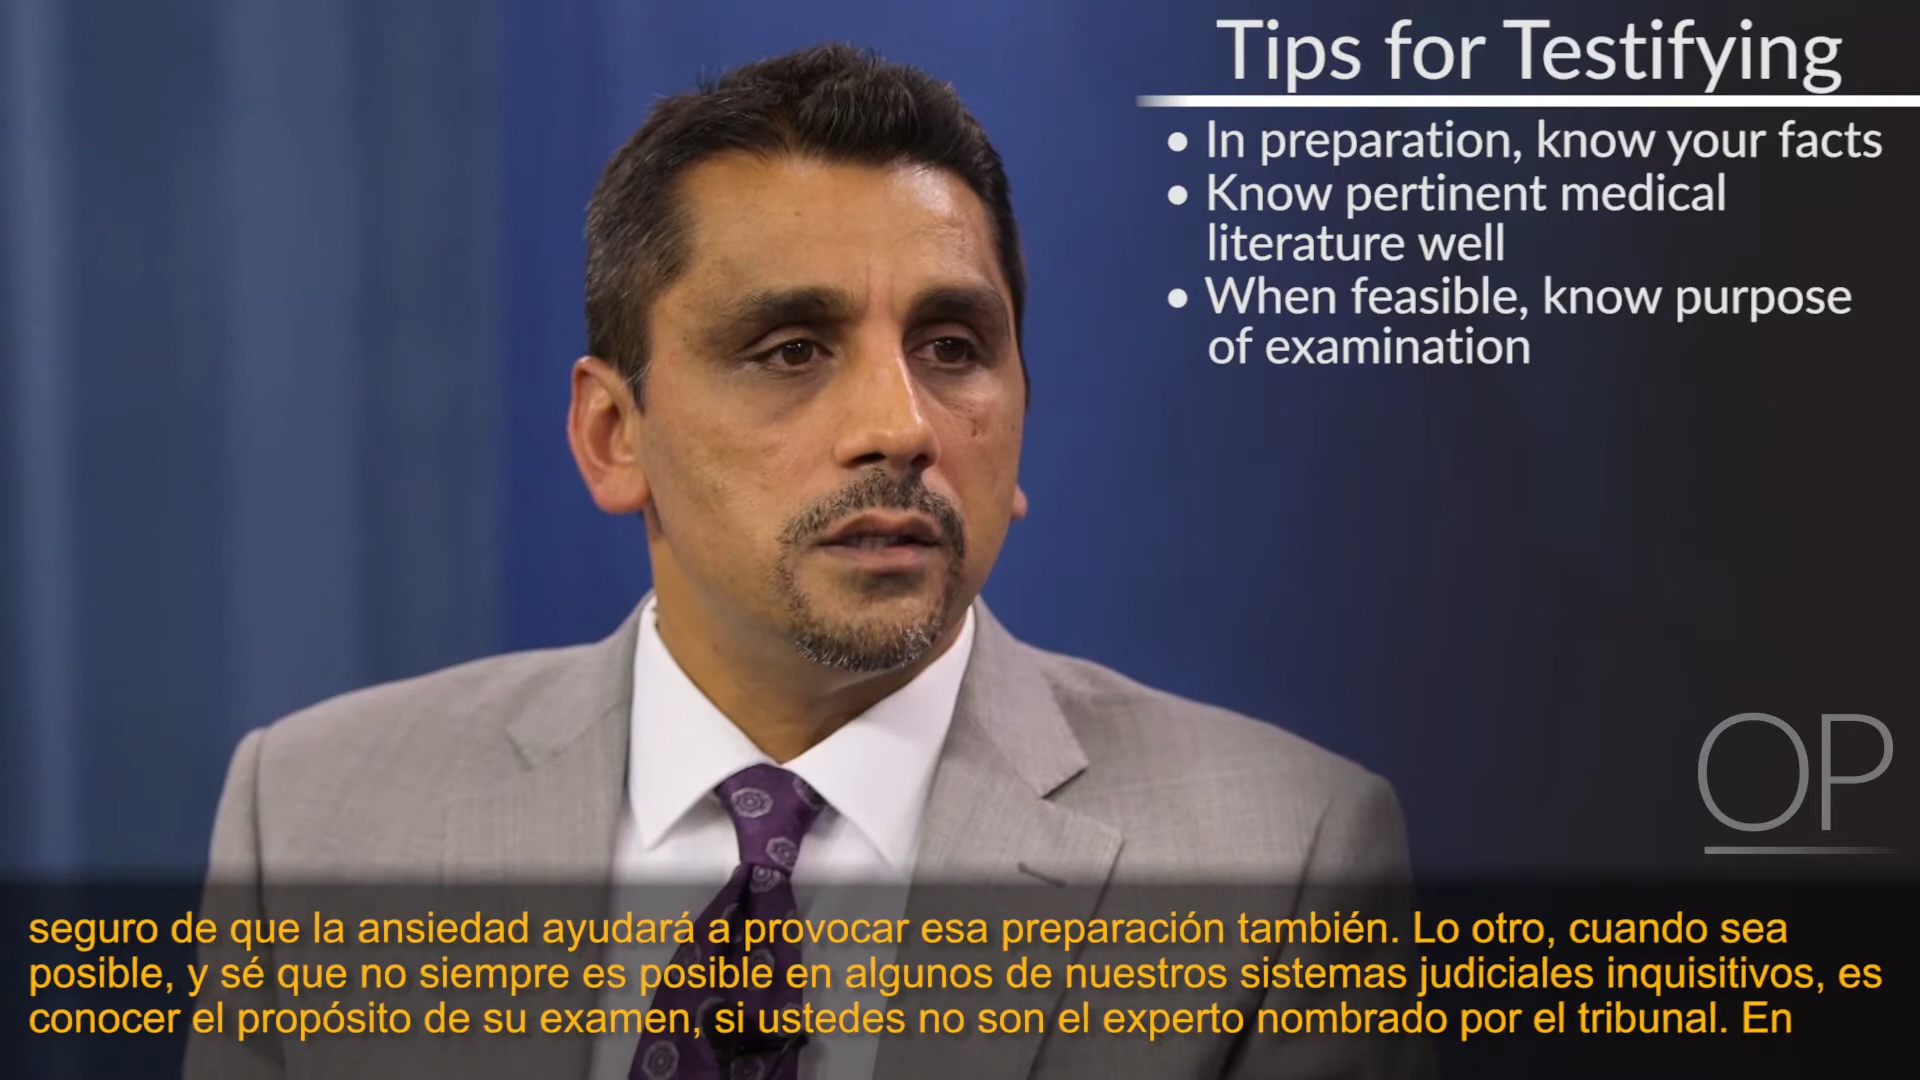 Tips for Testifying
• In preparation, know your facts
• Know pertinent medical
literature well
• When feasible, know purpose
of examination
OP
seguro de que la ansiedad ayudará a provocar esa preparación también. Lo otro, cuando sea
posible, y sé que no siempre es posible en algunos de nuestros sistemas judiciales inquisitivos, es
conocer el propósito de su examen, si ustedes no son el experto nombrado por el tribunal. En